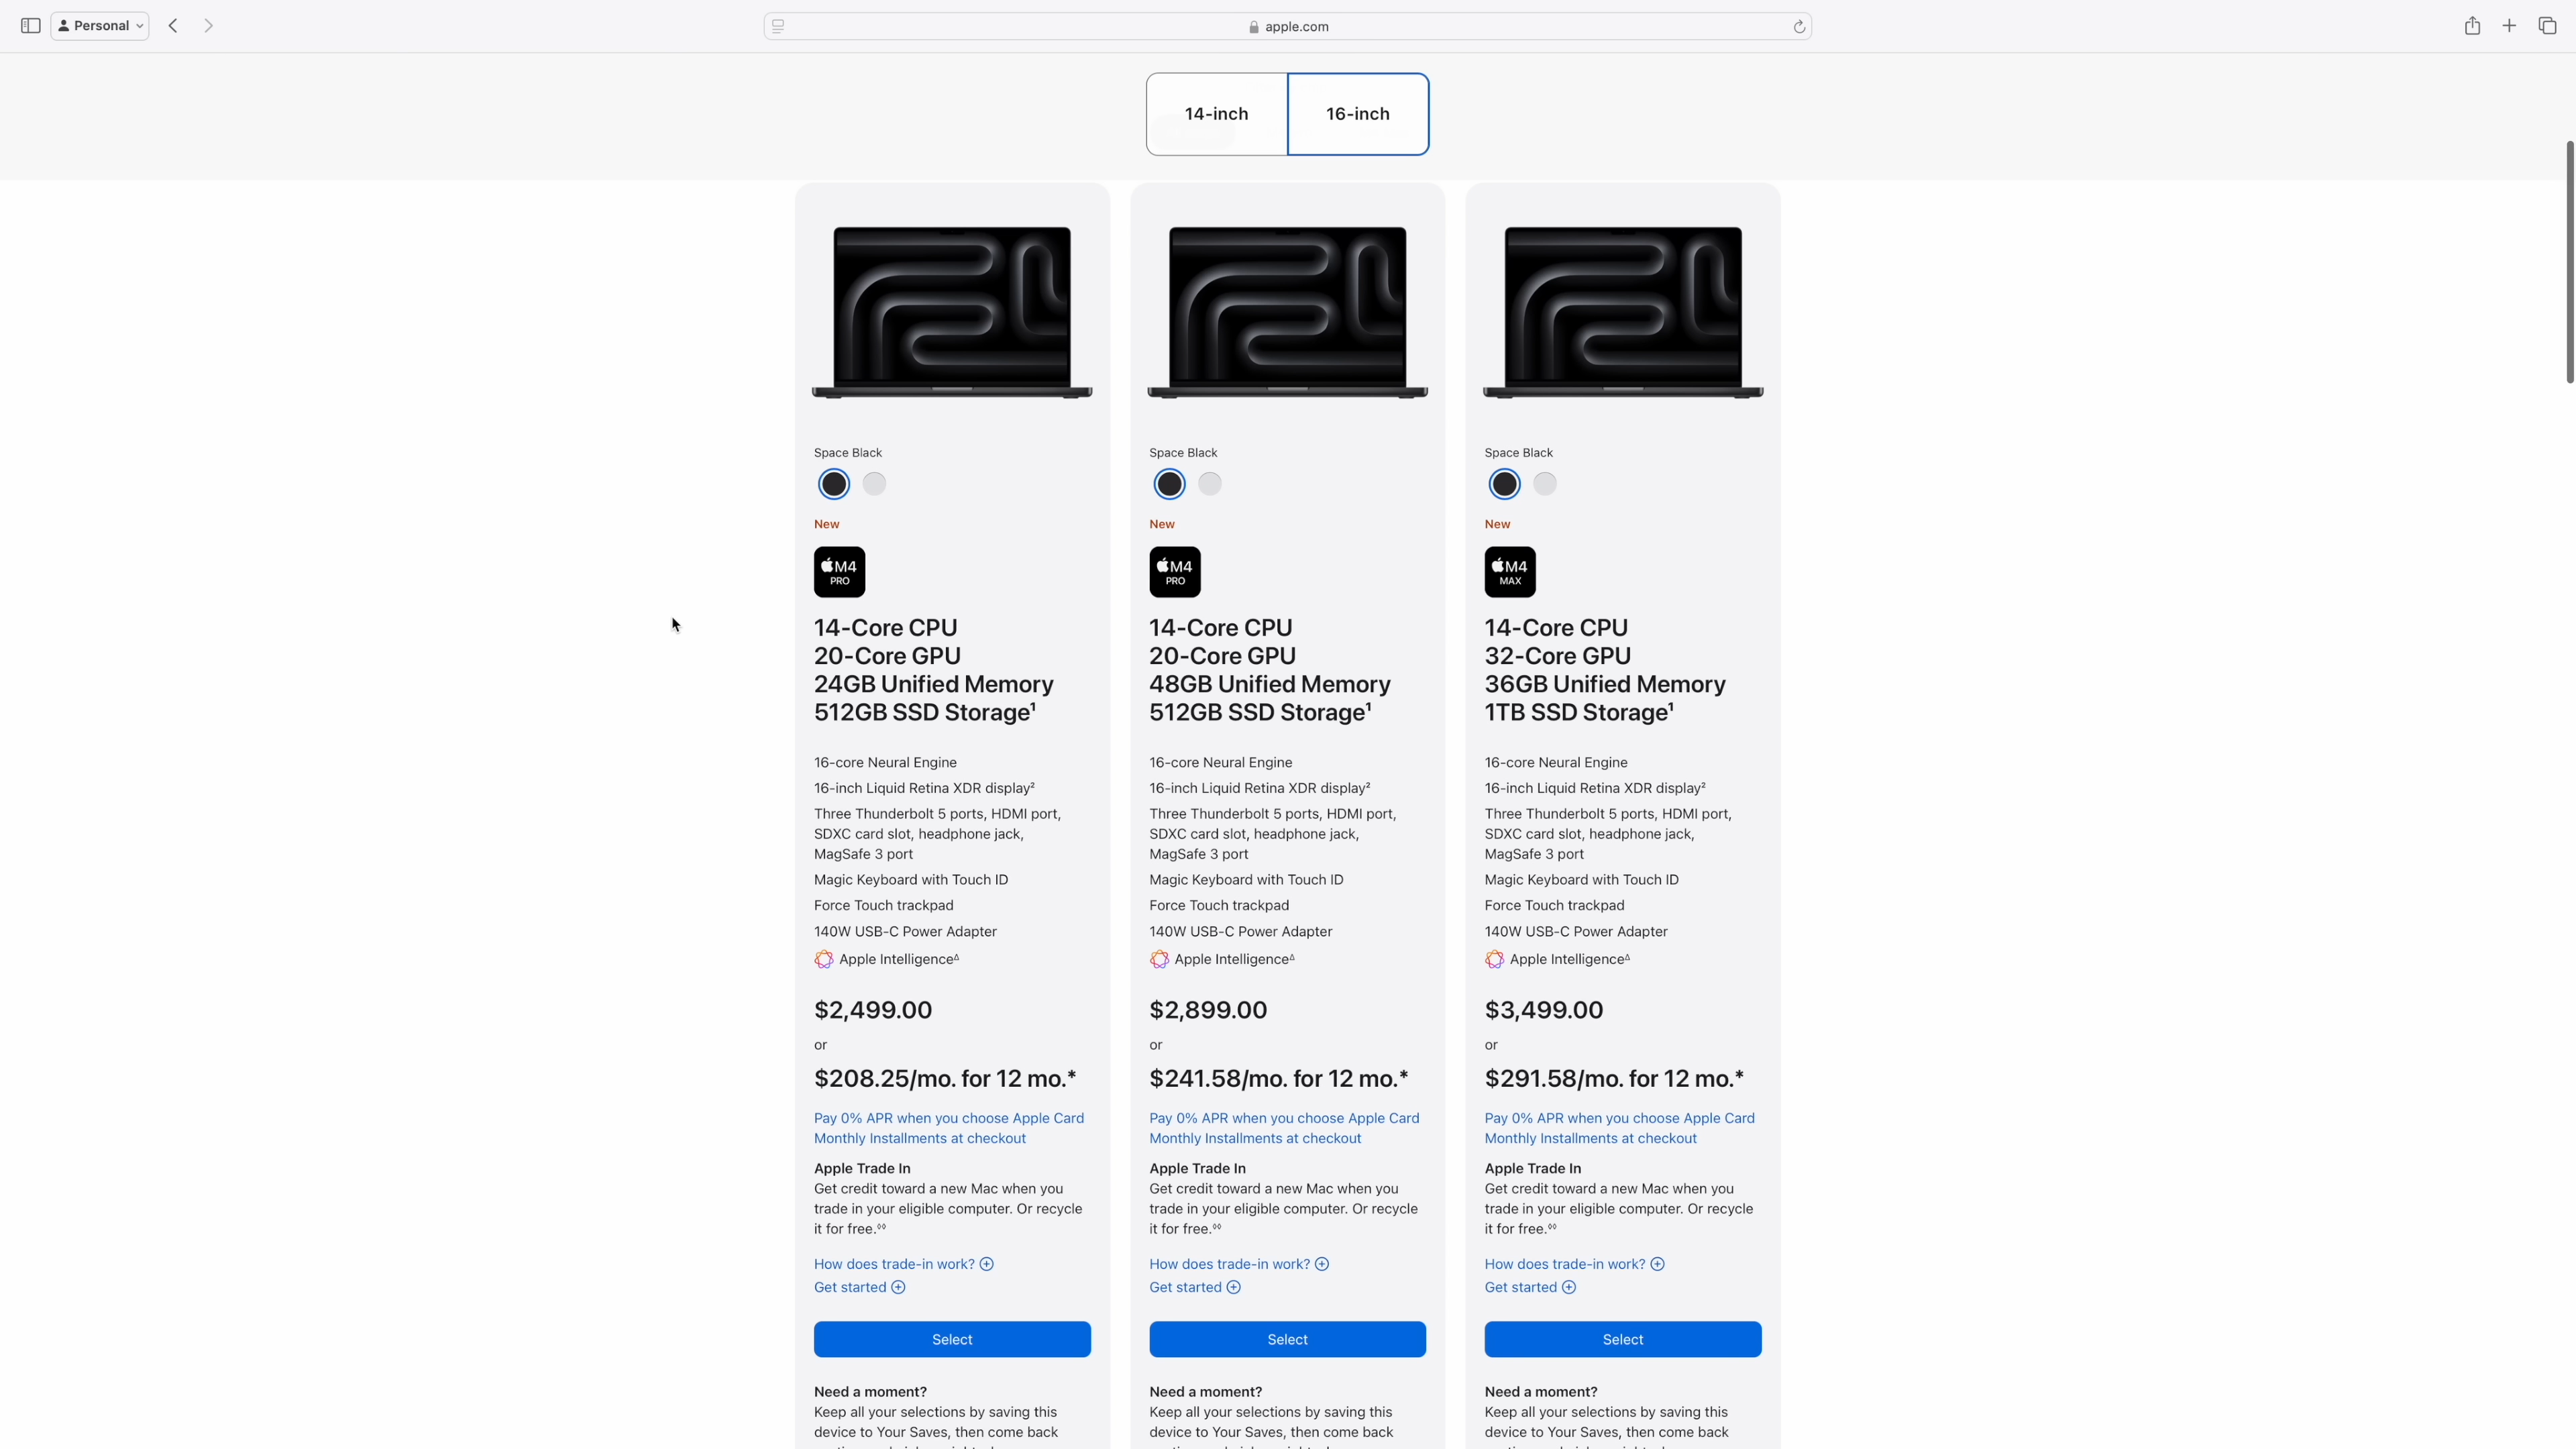 Personal
apple.com
14-inch
16-inch
Space Black
New
M4
PRO
14-Core CPU
20-Core GPU
24GB Unified Memory
512GB SSD Storage¹
16-core Neural Engine
16-inch Liquid Retina XDR display²
Three Thunderbolt 5 ports, HDMI port,
SDXC card slot, headphone jack,
MagSafe 3 port
Magic Keyboard with Touch ID
Force Touch trackpad
140W USB-C Power Adapter
Apple Intelligence∆
$2,499.00
or
$208.25/mo. for 12 mo.*
Pay 0% APR when you choose Apple Card
Monthly Installments at checkout
Apple Trade In
Get credit toward a new Mac when you
trade in your eligible computer. Or recycle
it for free.◊◊
How does trade-in work?
Get started
Select
Need a moment?
Keep all your selections by saving this
device to Your Saves, then come back
Space Black
New
M4
PRO
14-Core CPU
20-Core GPU
48GB Unified Memory
512GB SSD Storage¹
16-core Neural Engine
16-inch Liquid Retina XDR display²
Three Thunderbolt 5 ports, HDMI port,
SDXC card slot, headphone jack,
MagSafe 3 port
Magic Keyboard with Touch ID
Force Touch trackpad
140W USB-C Power Adapter
Apple Intelligence∆
$2,899.00
or
$241.58/mo. for 12 mo.*
Pay 0% APR when you choose Apple Card
Monthly Installments at checkout
Apple Trade In
Get credit toward a new Mac when you
trade in your eligible computer. Or recycle
it for free.◊◊
How does trade-in work?
Get started
Select
Need a moment?
Keep all your selections by saving this
device to Your Saves, then come back
Space Black
New
M4
MAX
14-Core CPU
32-Core GPU
36GB Unified Memory
1TB SSD Storage¹
16-core Neural Engine
16-inch Liquid Retina XDR display²
Three Thunderbolt 5 ports, HDMI port,
SDXC card slot, headphone jack,
MagSafe 3 port
Magic Keyboard with Touch ID
Force Touch trackpad
140W USB-C Power Adapter
Apple Intelligence∆
$3,499.00
or
$291.58/mo. for 12 mo.*
Pay 0% APR when you choose Apple Card
Monthly Installments at checkout
Apple Trade In
Get credit toward a new Mac when you
trade in your eligible computer. Or recycle
it for free.◊◊
How does trade-in work?
Get started
Select
Need a moment?
Keep all your selections by saving this
device to Your Saves, then come back